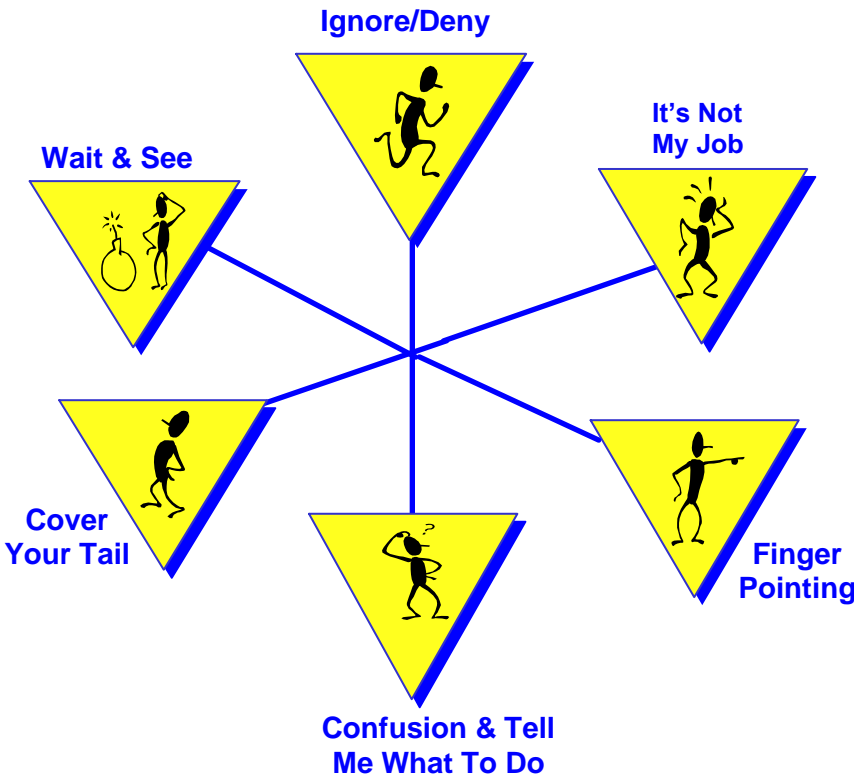 Ignore/Deny
It’s Not
My Job
Wait & See
Cover
Your Tail
?
Finger
Pointing
Confusion & Tell
Me What To Do